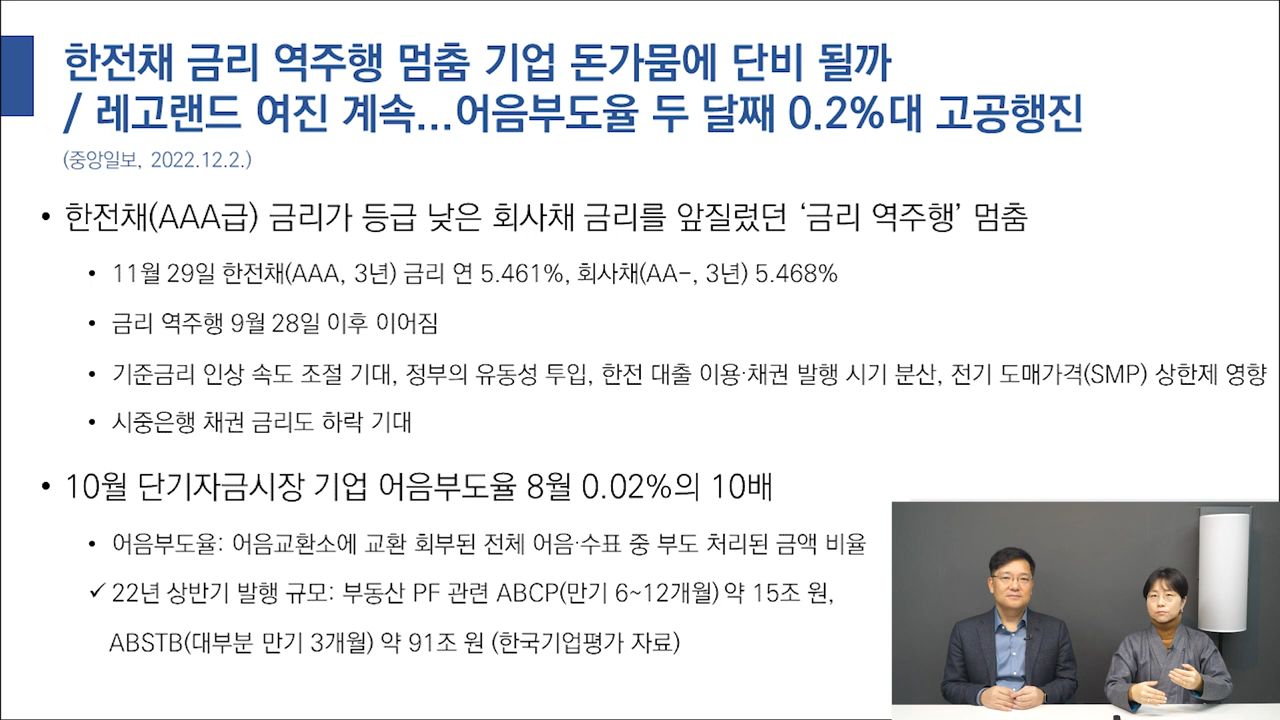 한전채 금리 역주행 멈춤 기업 돈가뭄에 단비 될까
/ 레고랜드 여진 계속...어음부도율 두 달째 0.2%대 고공행진
(중앙일보, 2022.12.2.)
• 한전채(AAA급) 금리가 등급 낮은 회사채 금리를 앞질렀던 ‘금리 역주행’ 멈춤
• 11월 29일 한전채(AAA, 3년) 금리 연 5.461%, 회사채(AA-, 3년) 5.468%
• 금리 역주행 9월 28일 이후 이어짐
• 기준금리 인상 속도 조절 기대, 정부의 유동성 투입, 한전 대출 이용·채권 발행 시기 분산, 전기 도매가격(SMP) 상한제 영향
• 시중은행 채권 금리도 하락 기대
• 10월 단기자금시장 기업 어음부도율 8월 0.02%의 10배
• 어음부도율: 어음교환소에 교환 회부된 전체 어음·수표 중 부도 처리된 금액 비율
✓ 22년 상반기 발행 규모: 부동산 PF 관련 ABCP(만기 6~12개월) 약 15조 원,
ABSTB(대부분 만기 3개월) 약 91조 원 (한국기업평가 자료)